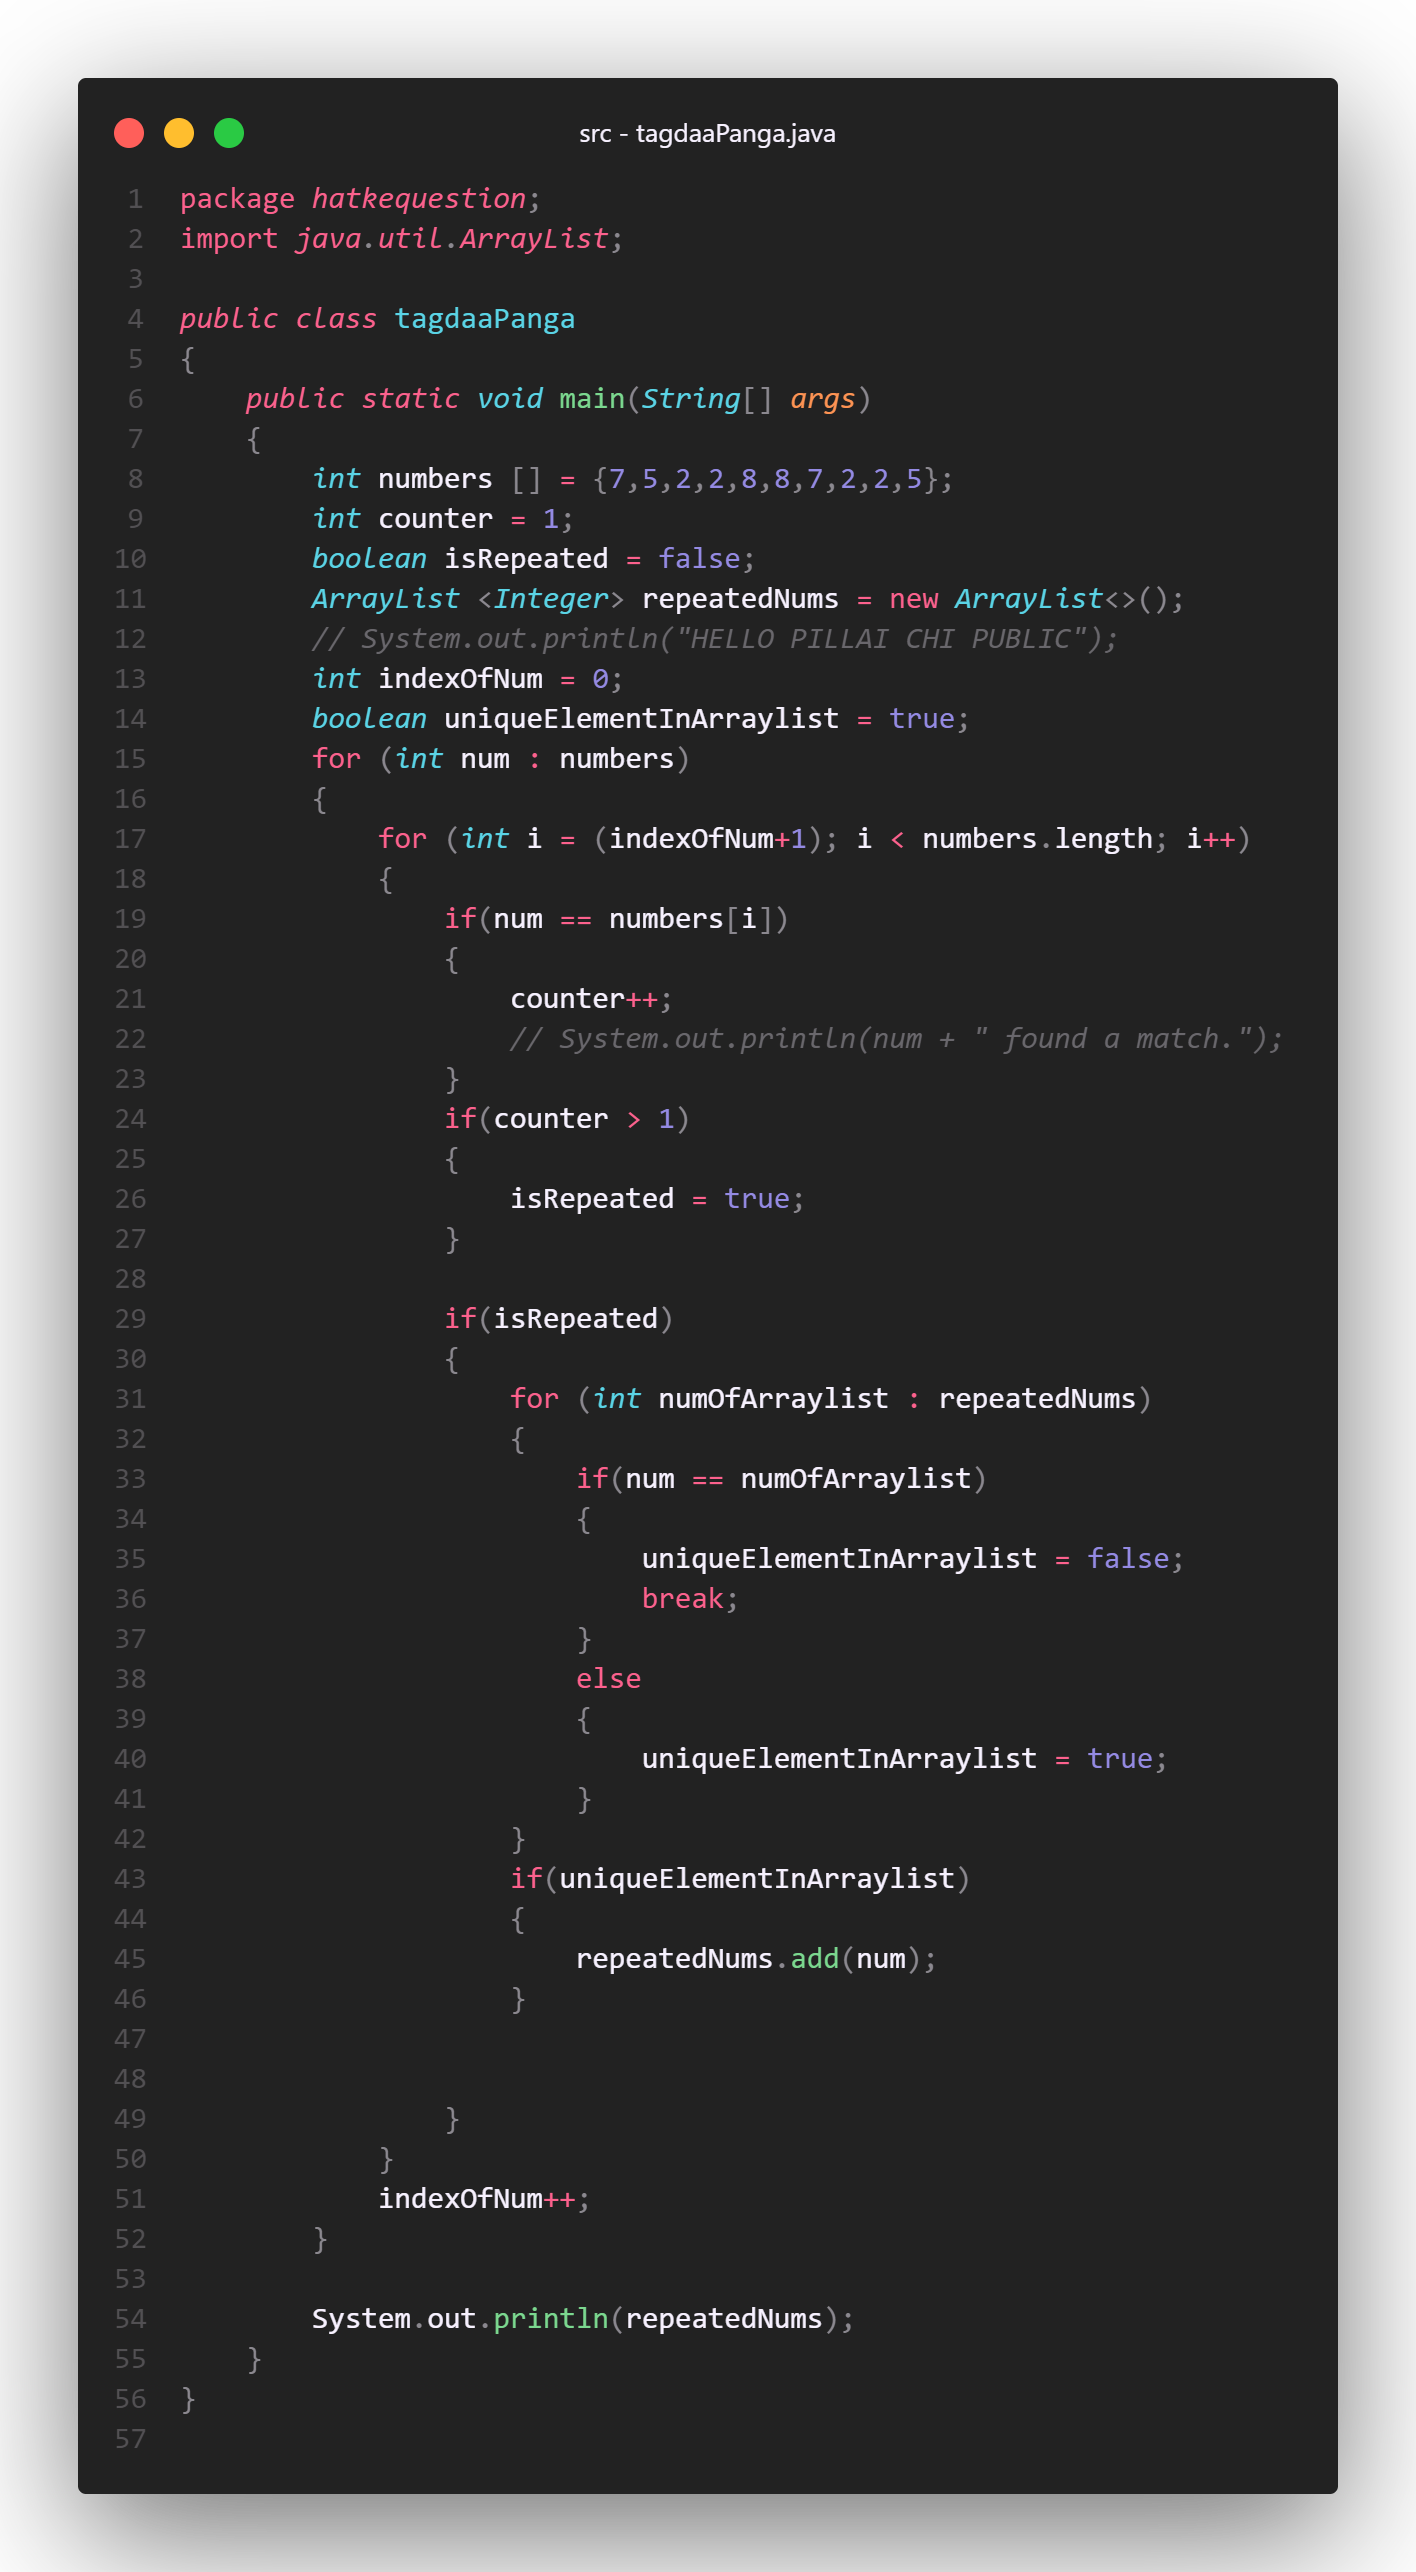 src - tagdaaPanga.java
1 package hatkequestion;
2 import java.util.ArrayList;
3
4 public class tagdaaPanga
5 {
6     public static void main(String[] args)
7     {
8         int numbers [] = {7,5,2,2,8,8,7,2,2,5};
9         int counter = 1;
10         boolean isRepeated = false;
11         ArrayList <Integer> repeatedNums = new ArrayList<>();
12         // System.out.println("HELLO PILLAI CHI PUBLIC");
13         int indexOfNum = 0;
14         boolean uniqueElementInArraylist = true;
15         for (int num : numbers)
16         {
17             for (int i = (indexOfNum+1); i < numbers.length; i++)
18             {
19                 if(num == numbers[i])
20                 {
21                     counter++;
22                     // System.out.println(num + " found a match.");
23                 }
24                 if(counter > 1)
25                 {
26                     isRepeated = true;
27                 }
28
29                 if(isRepeated)
30                 {
31                     for (int numOfArraylist : repeatedNums)
32                     {
33                         if(num == numOfArraylist)
34                         {
35                             uniqueElementInArraylist = false;
36                             break;
37                         }
38                         else
39                         {
40                             uniqueElementInArraylist = true;
41                         }
42                     }
43                     if(uniqueElementInArraylist)
44                     {
45                         repeatedNums.add(num);
46                     }
47
48
49                 }
50             }
51             indexOfNum++;
52         }
53
54         System.out.println(repeatedNums);
55     }
56 }
57